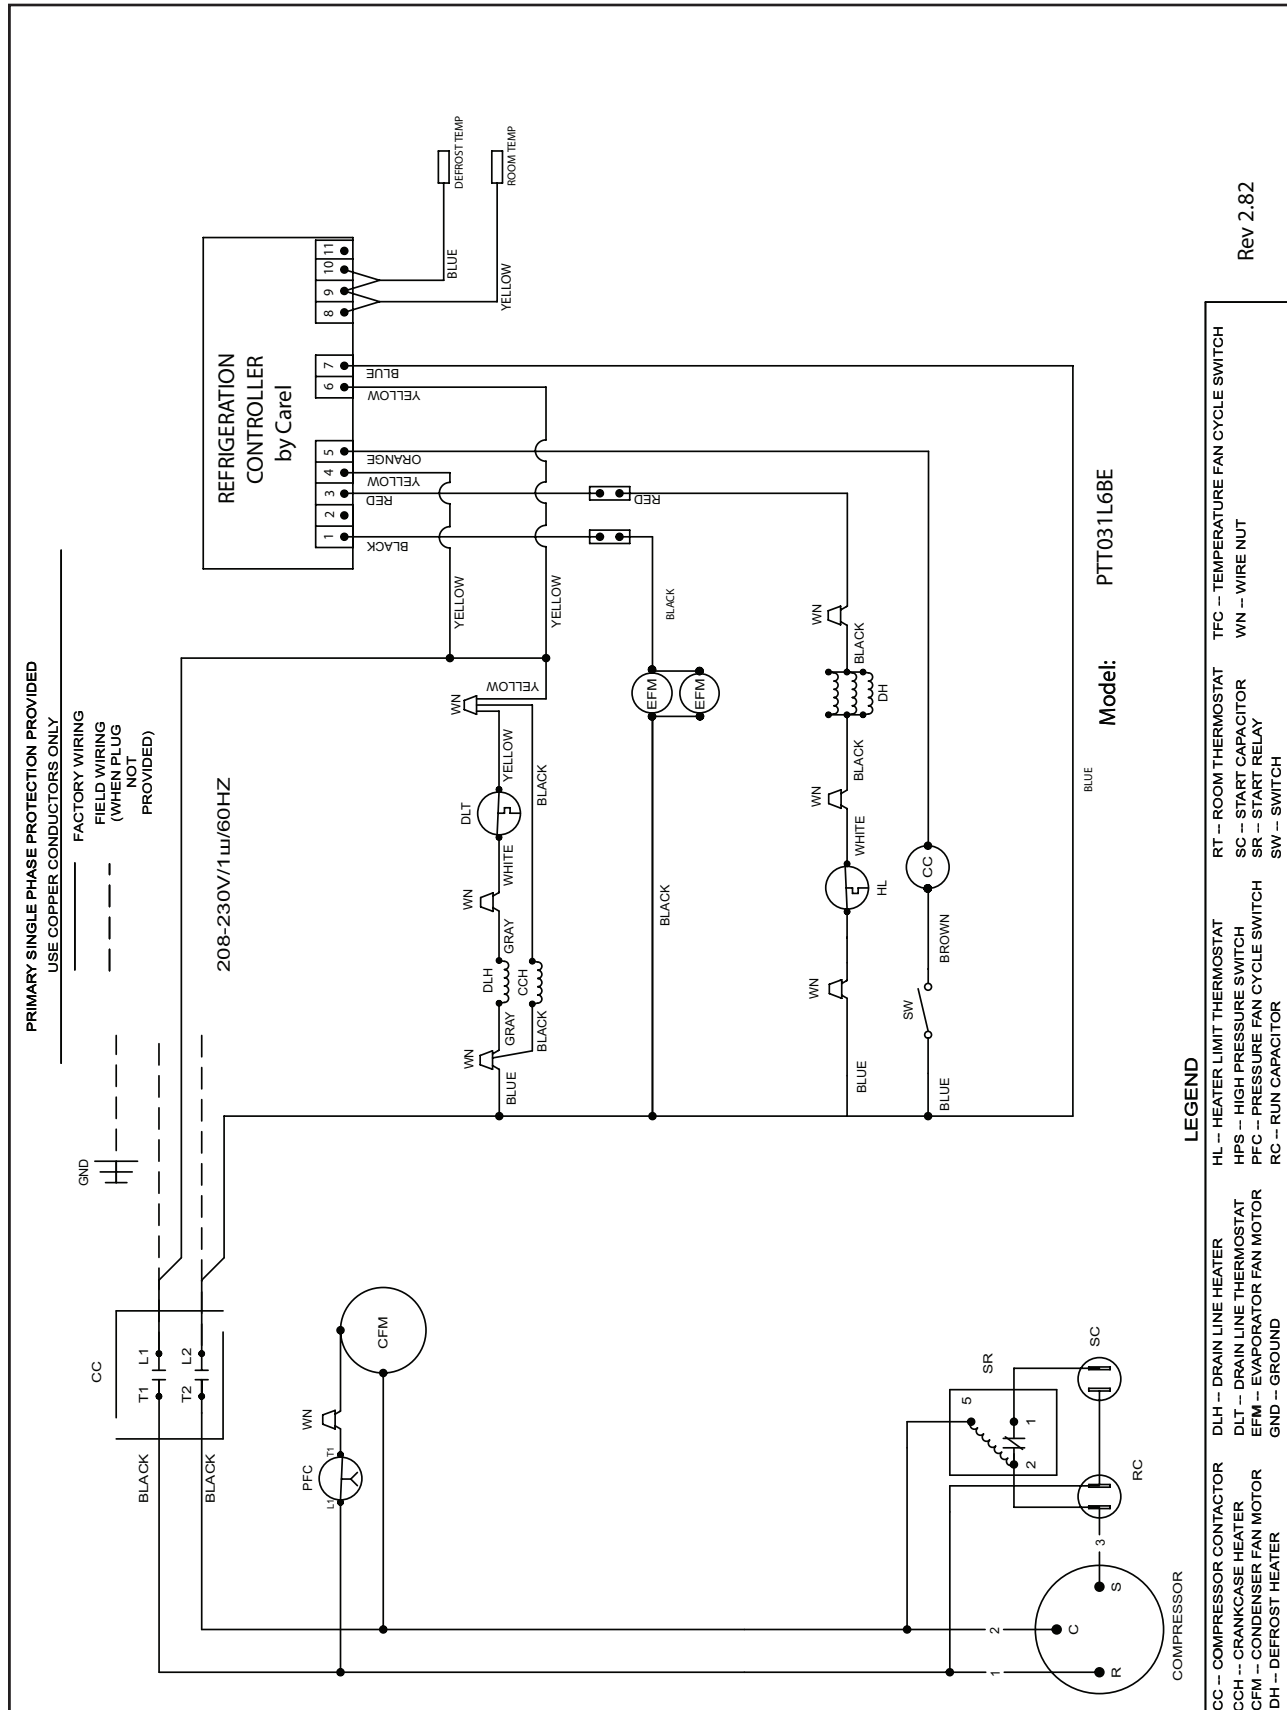 PRIMARY SINGLE PHASE PROTECTION PROVIDED
USE COPPER CONDUCTORS ONLY
FACTORY WIRING
FIELD WIRING
(WHEN PLUG
NOT
PROVIDED)
208-230V/1ш/60HZ
GND
CC
T1 L1
T2 L2
BLACK
BLACK
PFC
L1
T1
WN
CFM
REFRIGERATION
CONTROLLER
by Carel
1 2 3 4 5 6 7 8 9 10 11
BLACK
RED
YELLOW
ORANGE
YELLOW
BLUE
BLUE
DEFROST TEMP
YELLOW
ROOM TEMP
YELLOW
YELLOW
YELLOW
WN
YELLOW
DLT
WHITE
WN
GRAY
DLH
GRAY
WN
BLUE
BLACK
CCH
BLACK
BLACK
EFM
EFM
BLACK
RED
WN
BLACK
DH
BLACK
WN
WHITE
HL
WN
BLUE
CC
BROWN
SW
BLUE
BLUE
SR
5
2
1
SC
RC
3
2
1
S
C
R
COMPRESSOR
Model:
PTT031L6BE
Rev 2.82
LEGEND
CC -- COMPRESSOR CONTACTOR
CCH -- CRANKCASE HEATER
CFM -- CONDENSER FAN MOTOR
DH -- DEFROST HEATER
DLH -- DRAIN LINE HEATER
DLT -- DRAIN LINE THERMOSTAT
EFM -- EVAPORATOR FAN MOTOR
GND -- GROUND
HL -- HEATER LIMIT THERMOSTAT
HPS -- HIGH PRESSURE SWITCH
PFC -- PRESSURE FAN CYCLE SWITCH
RC -- RUN CAPACITOR
RT -- ROOM THERMOSTAT
SC -- START CAPACITOR
SR -- START RELAY
SW -- SWITCH
TFC -- TEMPERATURE FAN CYCLE SWITCH
WN -- WIRE NUT